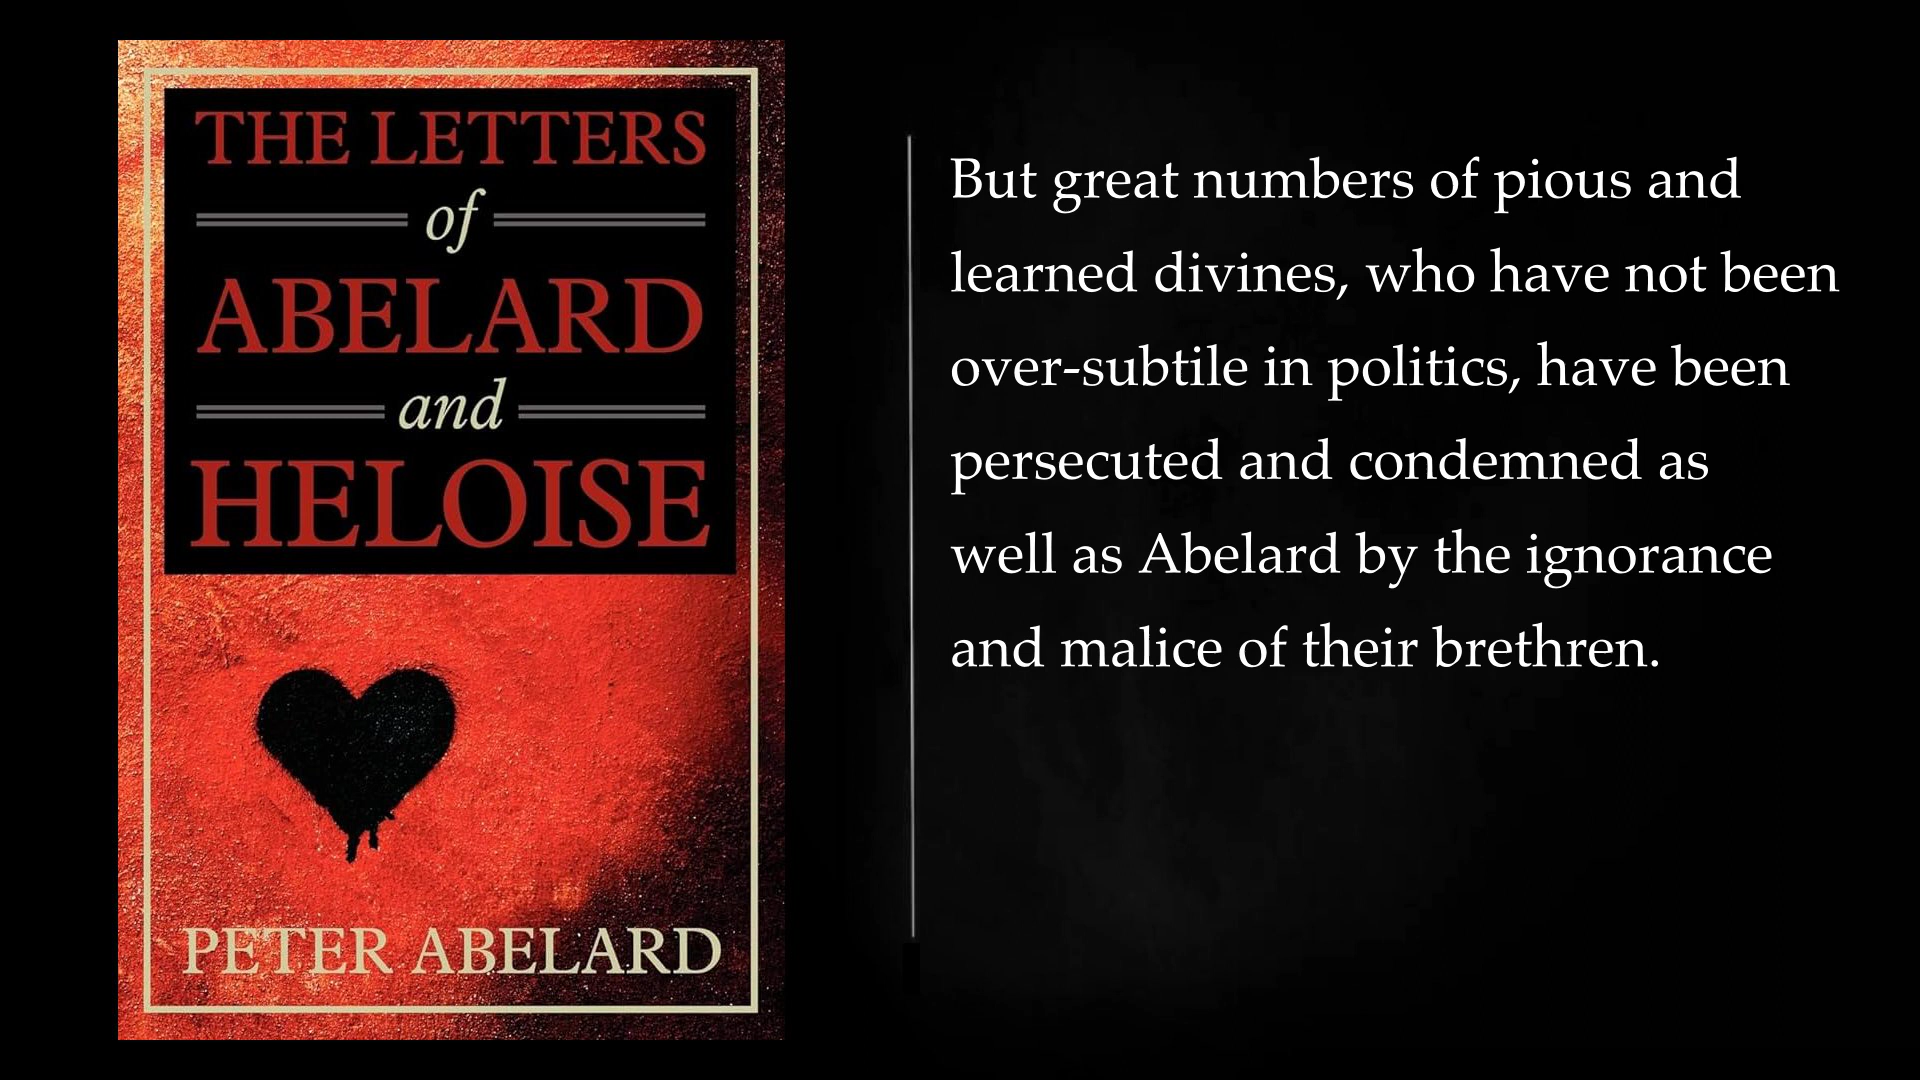 THE LETTERS
of
ABELARD
and
HELOISE
PETER ABELARD
But great numbers of pious and
learned divines, who have not been
over-subtile in politics, have been
persecuted and condemned as
well as Abelard by the ignorance
and malice of their brethren.